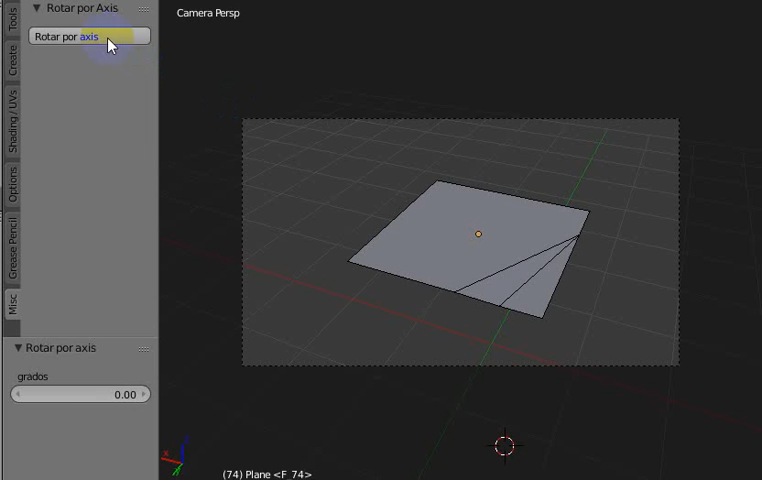 Rotar por Axis
Rotar por axis
Tools
Create
Shading / UVs
Options
Grease Pencil
Misc
Rotar por axis
grados
0.00
Camera Persp
x
(74) Plane <F_74>